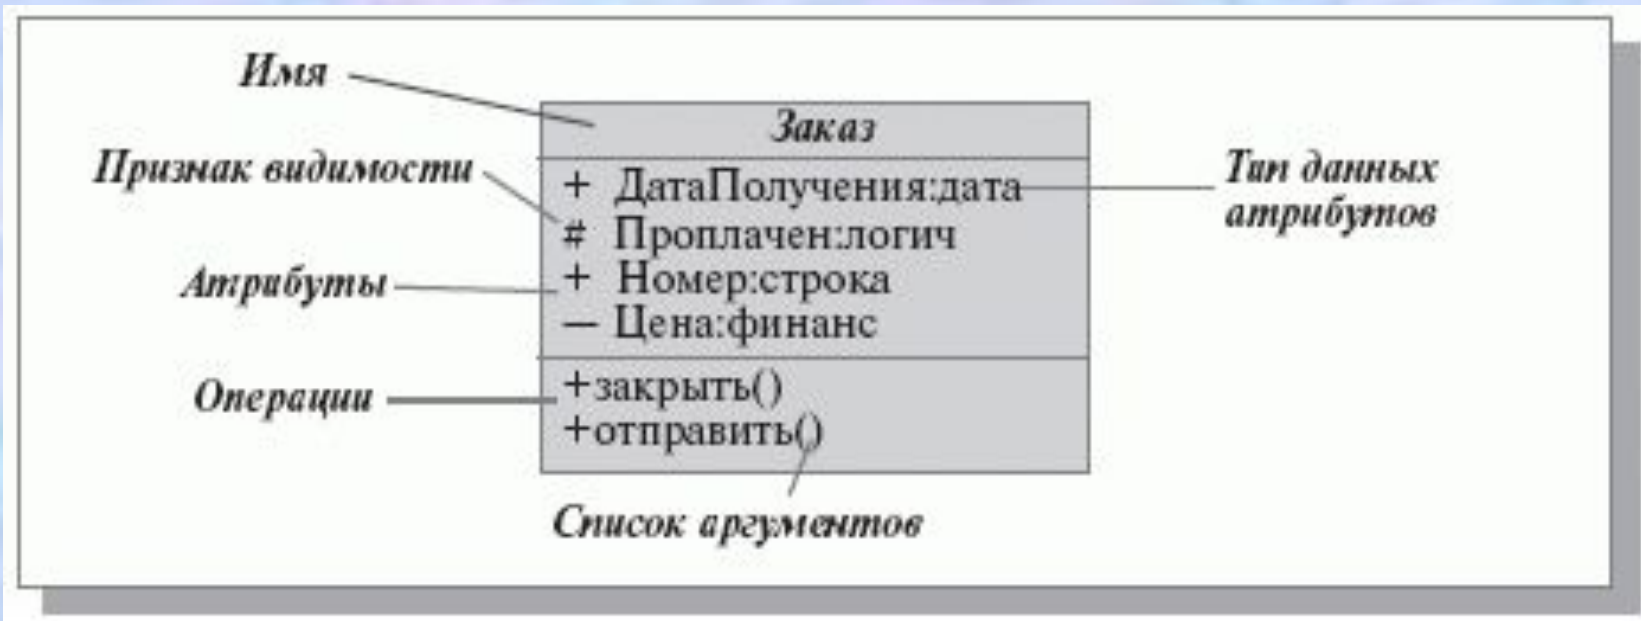 Имя
Заказ
Признак видимости
+ ДатаПолучения:дата
Тип данных
атрибутов
# Проплачен:логич
Атрибуты
+ Номер:строка
— Цена:финанс
Операции
+закрыть()
+отправить()
Список аргументов